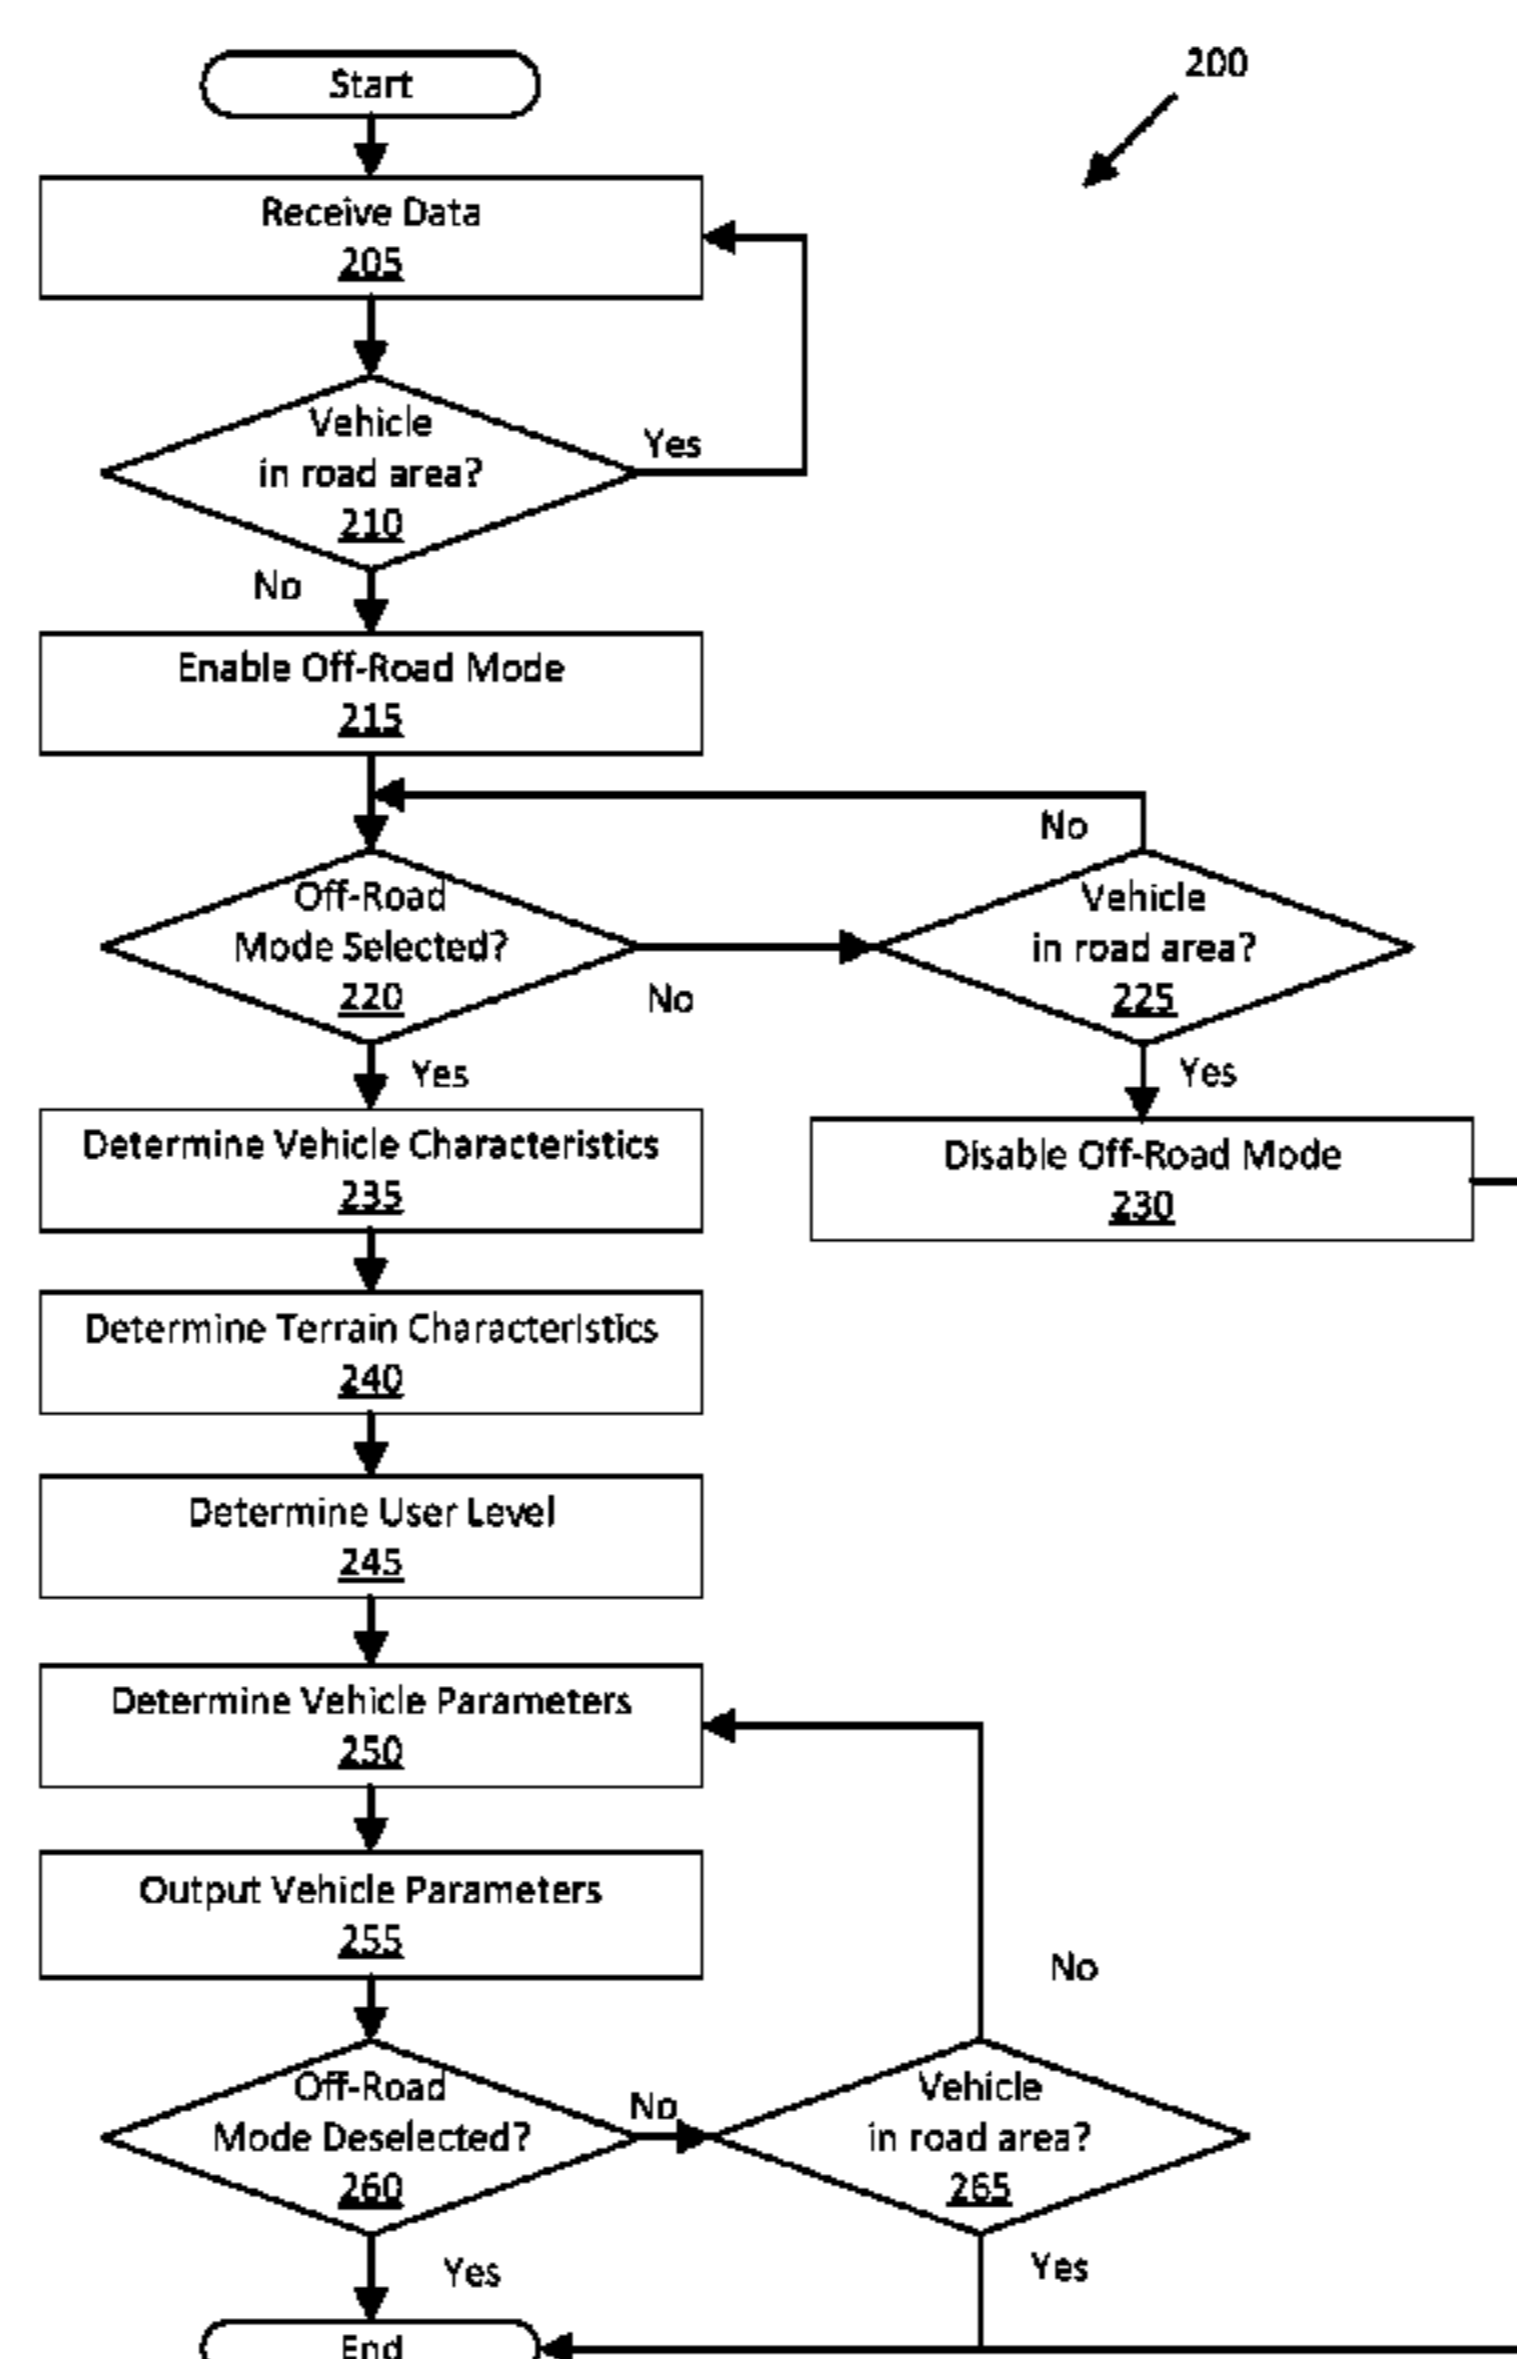 200
Start
Receive Data
205
Vehicle
in road area?
210
Yes
No
Enable Off-Road Mode
215
No
Off-Road
Mode Selected?
220
No
Vehicle
in road area?
225
Yes
Yes
Disable Off-Road Mode
230
Determine Vehicle Characteristics
235
Determine Terrain Characteristics
240
Determine User Level
245
Determine Vehicle Parameters
250
Output Vehicle Parameters
255
No
Off-Road
Mode Deselected?
260
No
Vehicle
in road area?
265
Yes
Yes
End